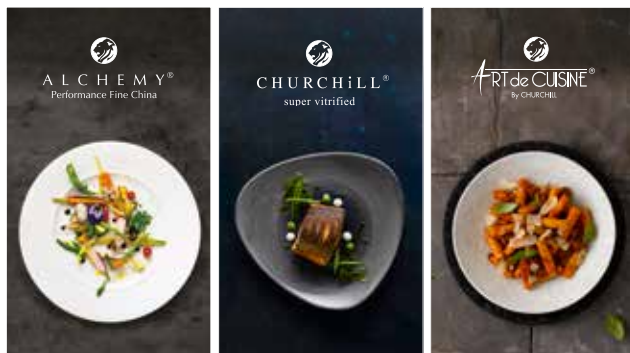 ALCHEMY®
Performance Fine China
CHURCHiLL®
super vitrified
ART de CUISINE®
By CHURCHILL